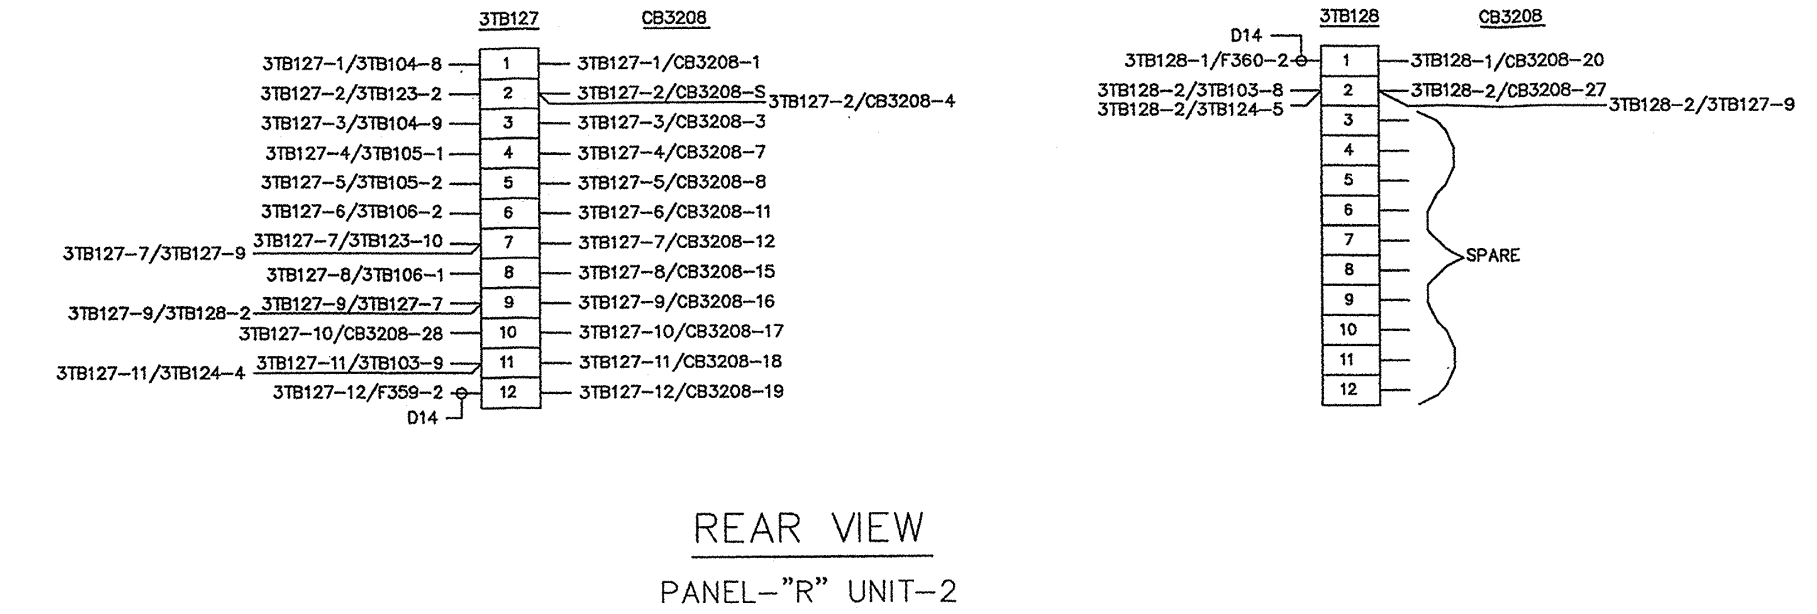 3TB127
CB3208
3TB127-1/3TB104-8
1
3TB127-1/CB3208-1
3TB127-2/3TB123-2
2
3TB127-2/CB3208-S
3TB127-2/CB3208-4
3TB127-3/3TB104-9
3
3TB127-3/CB3208-3
3TB127-4/3TB105-1
4
3TB127-4/CB3208-7
3TB127-5/3TB105-2
5
3TB127-5/CB3208-8
3TB127-6/3TB106-2
6
3TB127-6/CB3208-11
3TB127-7/3TB127-9
3TB127-7/3TB123-10
7
3TB127-7/CB3208-12
3TB127-8/3TB106-1
8
3TB127-8/CB3208-15
3TB127-9/3TB128-2
3TB127-9/3TB127-7
9
3TB127-9/CB3208-16
3TB127-10/CB3208-28
10
3TB127-10/CB3208-17
3TB127-11/3TB124-4
3TB127-11/3TB103-9
11
3TB127-11/CB3208-18
3TB127-12/F359-2
12
3TB127-12/CB3208-19
D14
3TB128
CB3208
D14
3TB128-1/F360-2
1
3TB128-1/CB3208-20
3TB128-2/3TB103-8
2
3TB128-2/CB3208-27
3TB128-2/3TB124-5
3TB128-2/3TB127-9
3
4
5
6
7
SPARE
8
9
10
11
12
REAR VIEW
PANEL-"R" UNIT-2